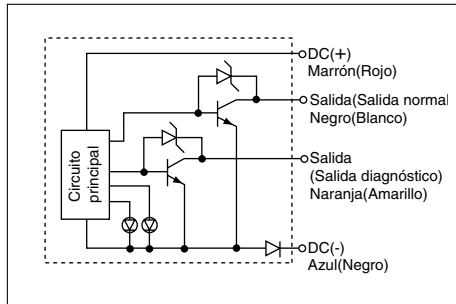 DC(+)
Marrón(Rojo)
Salida(Salida normal
Negro(Blanco)
Salida
(Salida diagnóstico)
Naranja(Amarillo)
DC(-)
Azul(Negro)
Circuito
principal